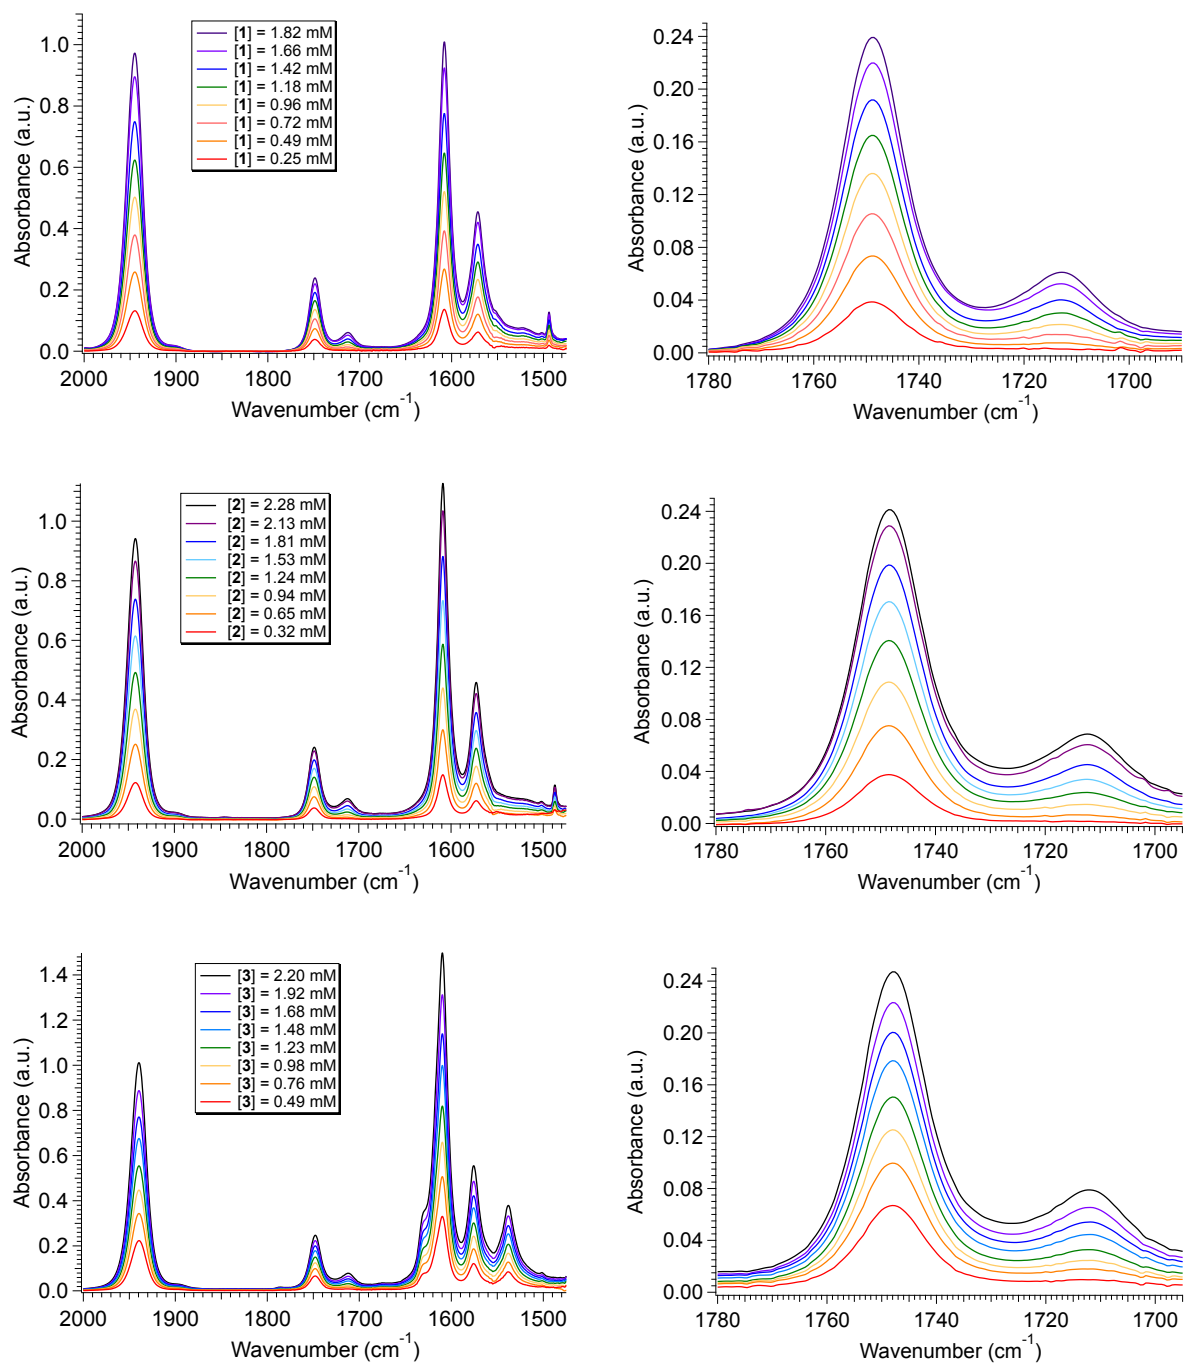 1.0
0.8
0.6
0.4
0.2
0.0
Absorbance (a.u.)
2000 1900 1800 1700 1600 1500
Wavenumber (cm⁻¹)
[1] = 1.82 mM
[1] = 1.66 mM
[1] = 1.42 mM
[1] = 1.18 mM
[1] = 0.96 mM
[1] = 0.72 mM
[1] = 0.49 mM
[1] = 0.25 mM
0.24
0.20
0.16
0.12
0.08
0.04
0.00
Absorbance (a.u.)
1780 1760 1740 1720 1700
Wavenumber (cm⁻¹)
1.0
0.8
0.6
0.4
0.2
0.0
Absorbance (a.u.)
2000 1900 1800 1700 1600 1500
Wavenumber (cm⁻¹)
[2] = 2.28 mM
[2] = 2.13 mM
[2] = 1.81 mM
[2] = 1.53 mM
[2] = 1.24 mM
[2] = 0.94 mM
[2] = 0.65 mM
[2] = 0.32 mM
0.24
0.20
0.16
0.12
0.08
0.04
0.00
Absorbance (a.u.)
1780 1760 1740 1720 1700
Wavenumber (cm⁻¹)
1.4
1.2
1.0
0.8
0.6
0.4
0.2
0.0
Absorbance (a.u.)
2000 1900 1800 1700 1600 1500
Wavenumber (cm⁻¹)
[3] = 2.20 mM
[3] = 1.92 mM
[3] = 1.68 mM
[3] = 1.48 mM
[3] = 1.23 mM
[3] = 0.98 mM
[3] = 0.76 mM
[3] = 0.49 mM
0.24
0.20
0.16
0.12
0.08
0.04
0.00
Absorbance (a.u.)
1780 1760 1740 1720 1700
Wavenumber (cm⁻¹)